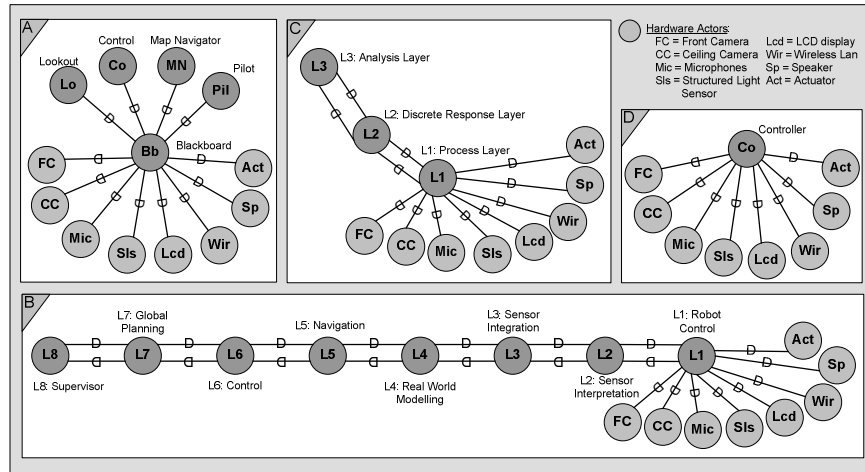 A
Control
Map Navigator
Lookout
Pilot
Co
MN
Lo
Pil
Bb
Blackboard
FC
Act
CC
Sp
Mic
Wir
Sls
Lcd
C
L3: Analysis Layer
L3
L2: Discrete Response Layer
L2
L1: Process Layer
L1
Act
Sp
Wir
FC
CC
Mic
Sls
Lcd
Hardware Actors:
FC = Front Camera
CC = Ceiling Camera
Mic = Microphones
Sls = Structured Light
Sensor
Lcd = LCD display
Wir = Wireless Lan
Sp = Speaker
Act = Actuator
D
Controller
Co
FC
Act
CC
Sp
Mic
Wir
Sls
Lcd
B
L7: Global
Planning
L5: Navigation
L3: Sensor
Integration
L1: Robot
Control
L8
L7
L6
L5
L4
L3
L2
L1
L8: Supervisor
L6: Control
L4: Real World
Modelling
L2: Sensor
Interpretation
Act
Sp
Wir
FC
CC
Mic
Sls
Lcd